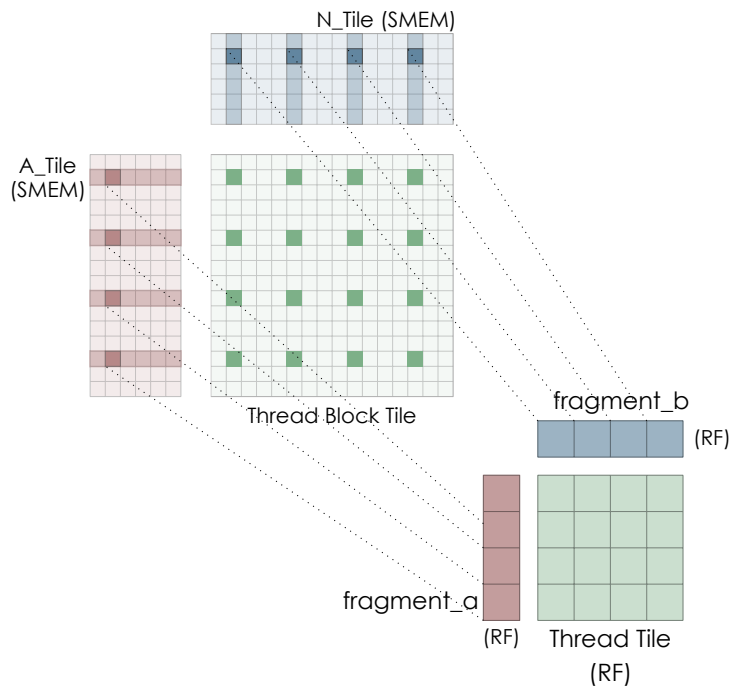 N_Tile (SMEM)
A_Tile
(SMEM)
Thread Block Tile
fragment_b
(RF)
fragment_a
(RF)
Thread Tile
(RF)